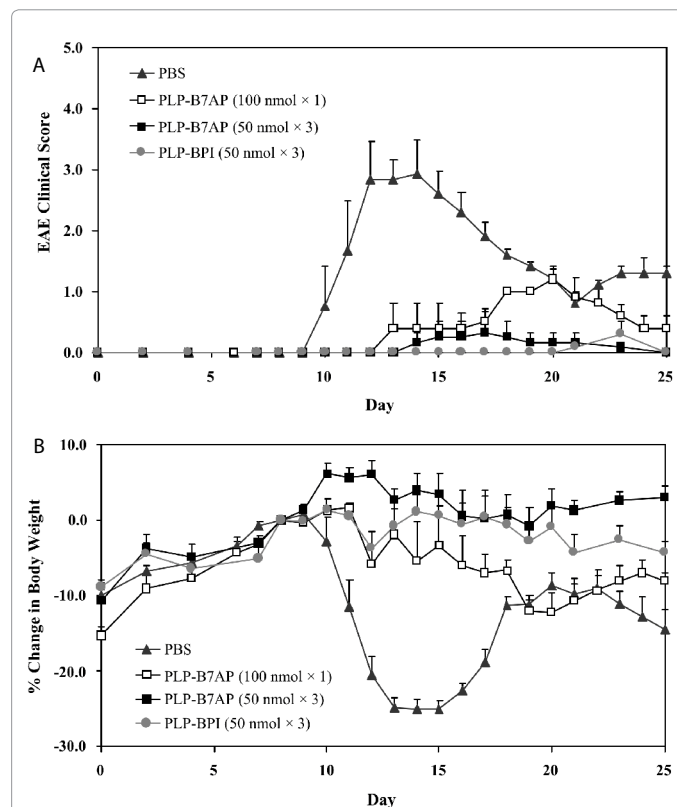 A
5.0
4.0
3.0
2.0
1.0
0.0
EAE Clinical Score
PBS
PLP-B7AP (100 nmol × 1)
PLP-B7AP (50 nmol × 3)
PLP-BPI (50 nmol × 3)
0 5 10 15 20 25
Day
B
10.0
0.0
-10.0
-20.0
-30.0
% Change in Body Weight
PBS
PLP-B7AP (100 nmol × 1)
PLP-B7AP (50 nmol × 3)
PLP-BPI (50 nmol × 3)
0 5 10 15 20 25
Day